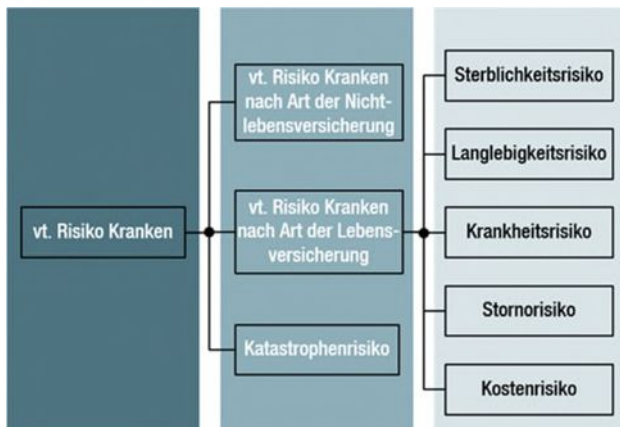 vt. Risiko Kranken
vt. Risiko Kranken
nach Art der Nicht-
lebensversicherung
vt. Risiko Kranken
nach Art der Lebens-
versicherung
Katastrophenrisiko
Sterblichkeitsrisiko
Langlebigkeitsrisiko
Krankheitsrisiko
Stornorisiko
Kostenrisiko